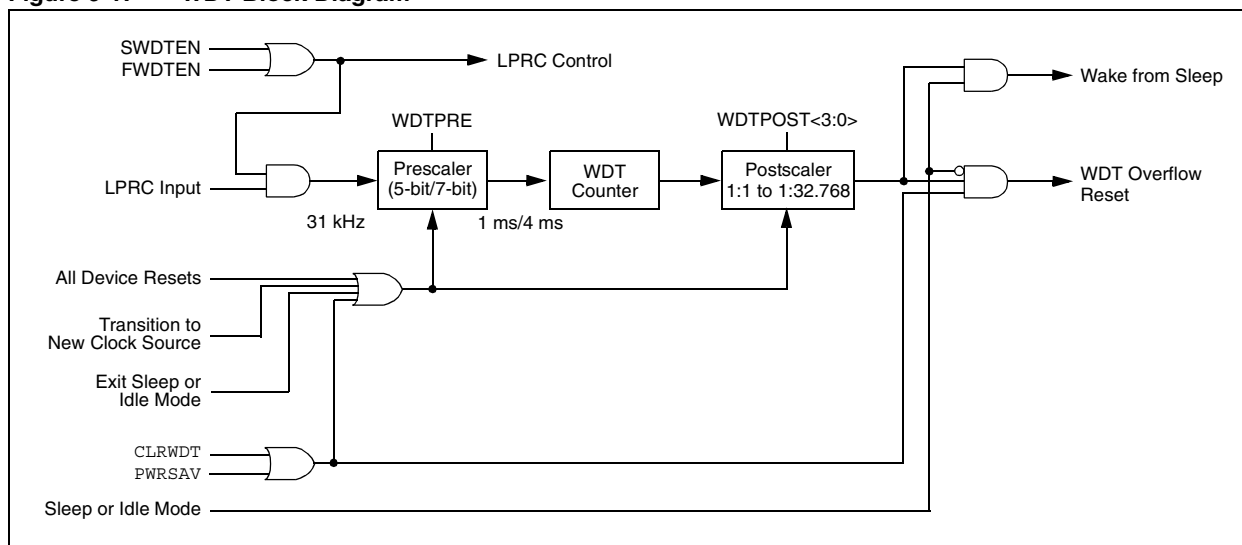 Figure WDT Block Diagram
SWDTEN
FWDTEN
LPRC Control
Wake from Sleep
WDTPRE
WDTPOST<3:0>
Prescaler
(5-bit/7-bit)
WDT
Counter
Postscaler
1:1 to 1:32.768
LPRC Input
WDT Overflow
Reset
31 kHz
1 ms/4 ms
All Device Resets
Transition to
New Clock Source
Exit Sleep or
Idle Mode
CLRWDT
PWRSAV
Sleep or Idle Mode